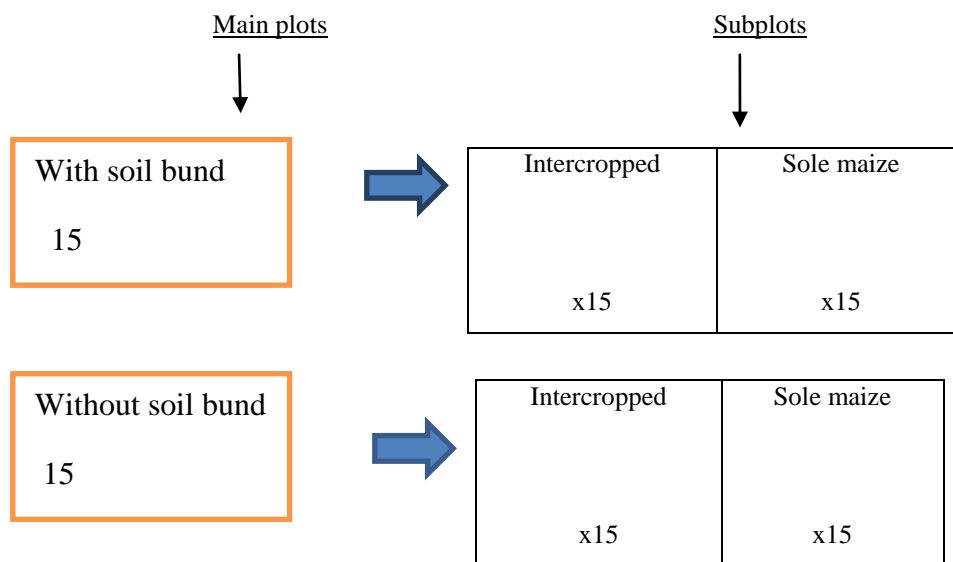 Main plots
Subplots
With soil bund
15
Intercropped
Sole maize
x15
x15
Without soil bund
15
Intercropped
Sole maize
x15
x15